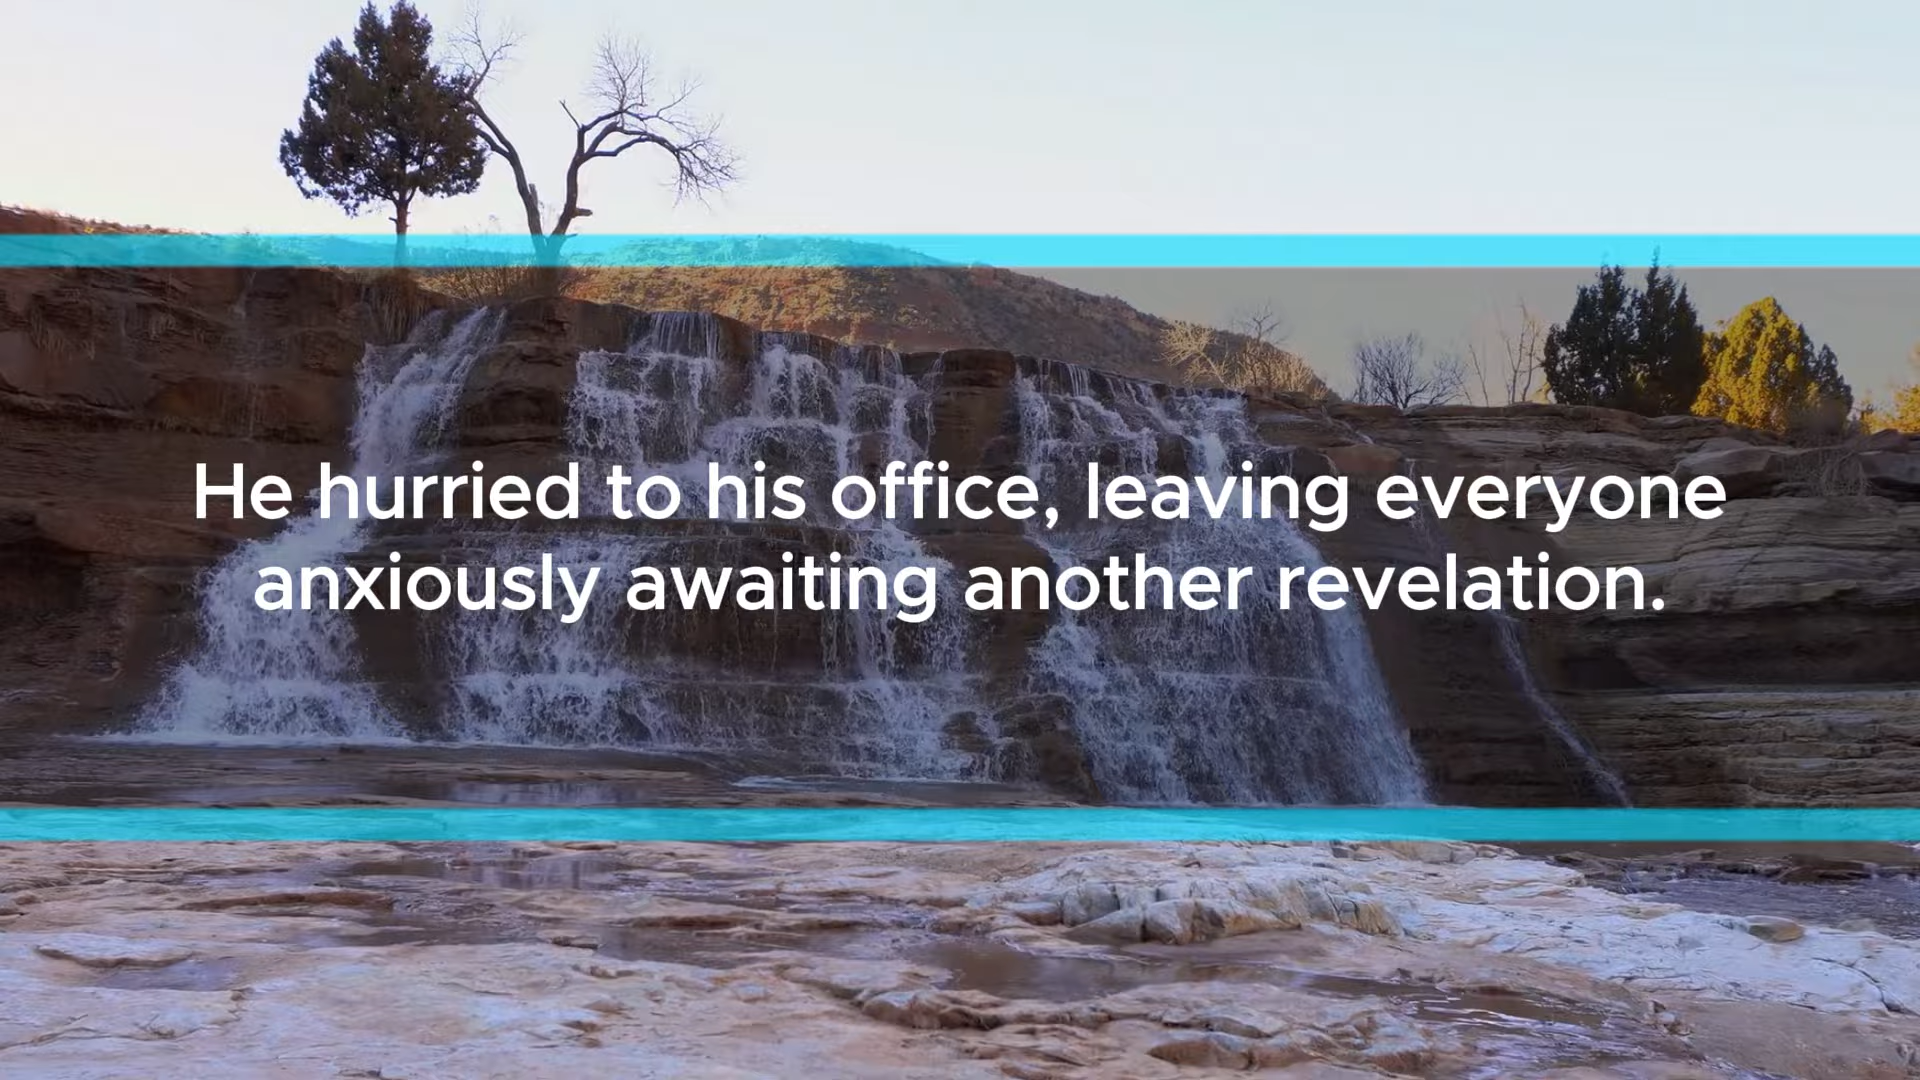 He hurried to his office, leaving everyone
anxiously awaiting another revelation.